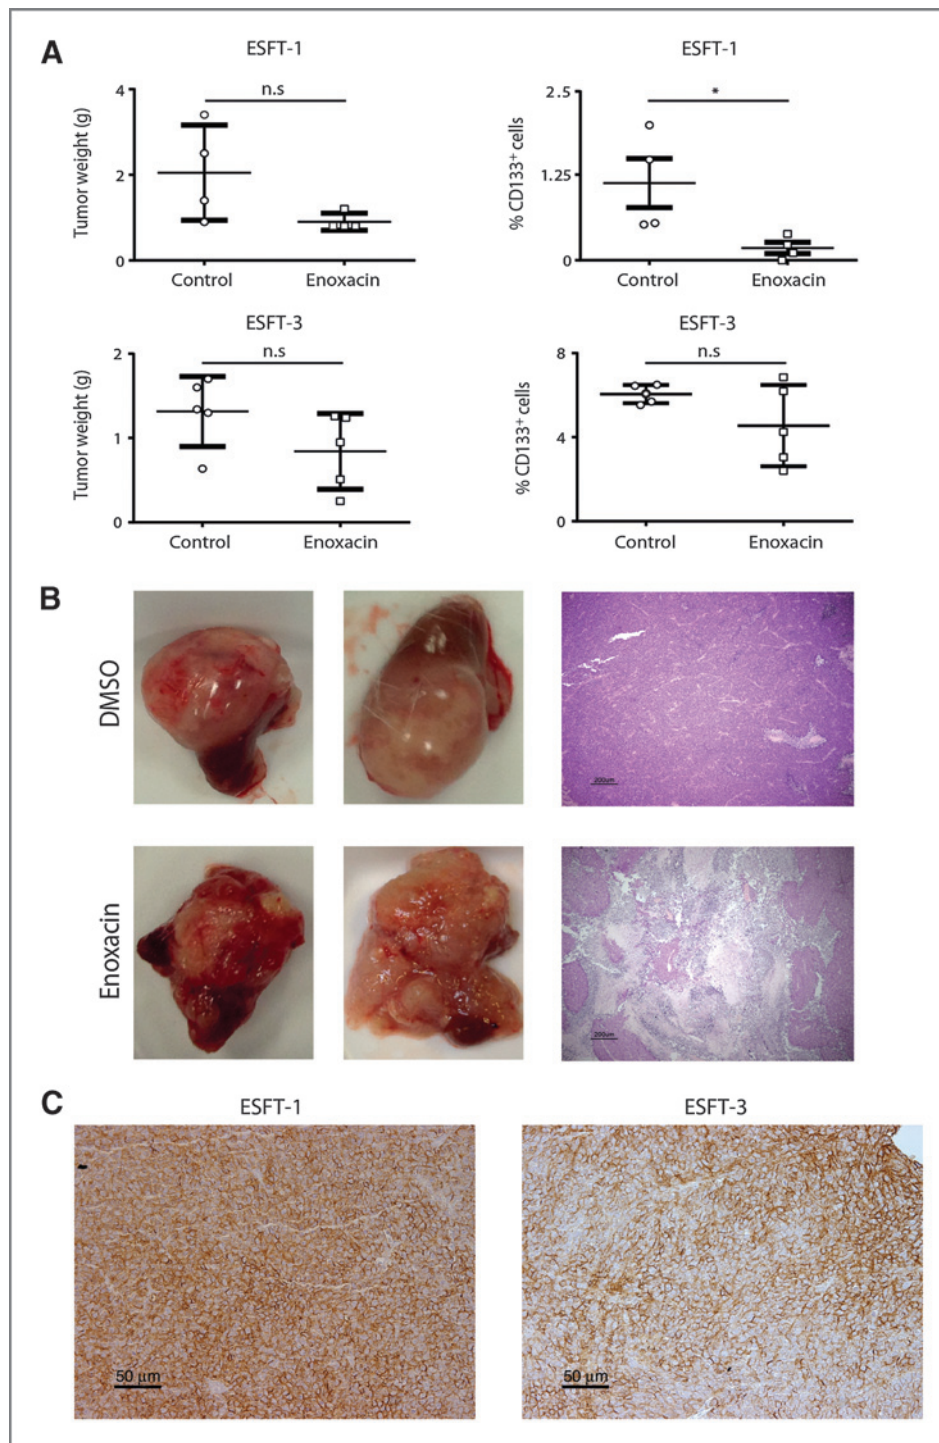 A
ESFT-1
n.s
Tumor weight (g)
4
2
0
Control
Enoxacin
ESFT-1
*
% CD133⁺ cells
2.5
1.25
0
Control
Enoxacin
ESFT-3
n.s
Tumor weight (g)
2
1
0
Control
Enoxacin
ESFT-3
n.s
% CD133⁺ cells
8
4
0
Control
Enoxacin
B
DMSO
200um
Enoxacin
200um
C
ESFT-1
50 µm
ESFT-3
50 µm